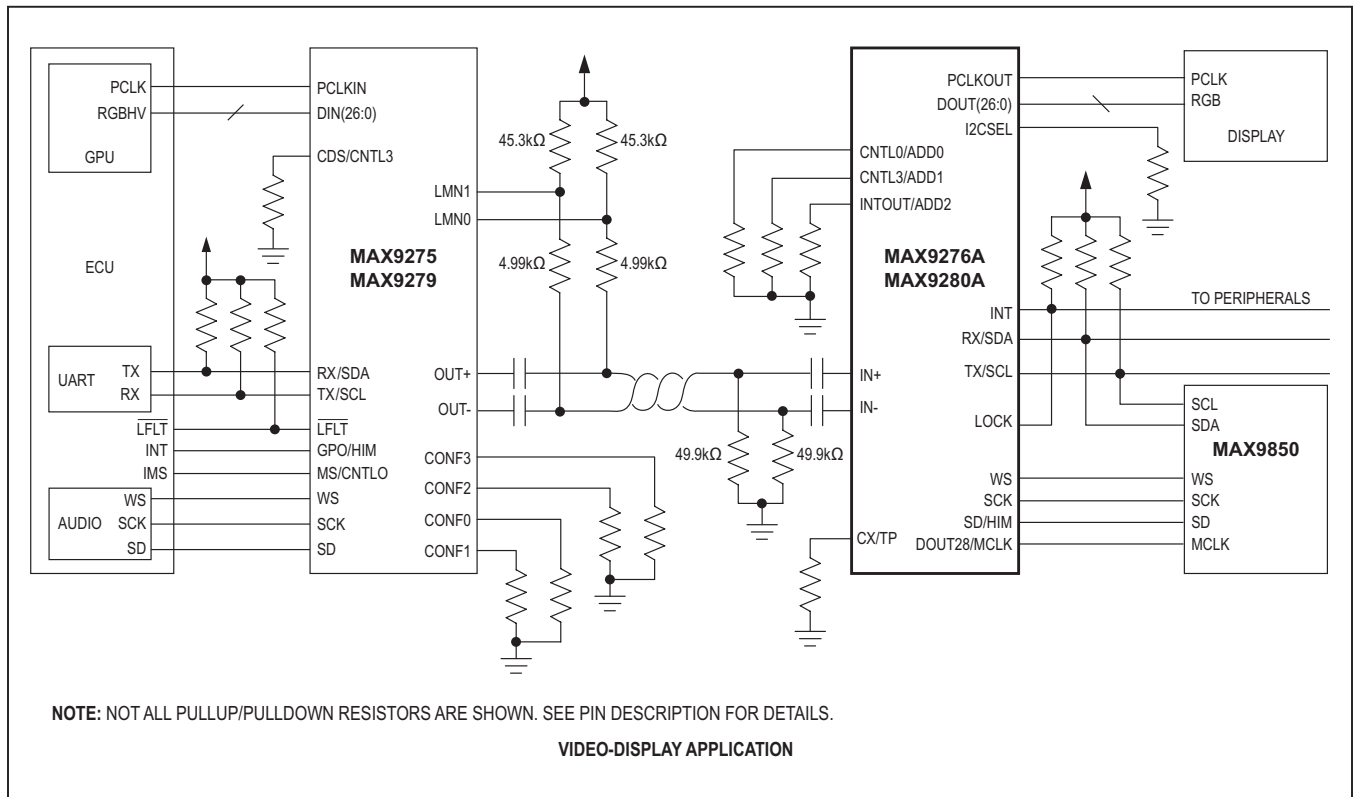 ECU
GPU
PCLK
RGBHV
UART
TX
RX
LFLT
INT
IMS
AUDIO
WS
SCK
SD
MAX9275
MAX9279
PCLKIN
DIN(26:0)
CDS/CNTL3
RX/SDA
TX/SCL
LFLT
GPO/HIM
MS/CNTLO
WS
SCK
SD
LMN1
LMN0
OUT+
OUT-
CONF3
CONF2
CONF0
CONF1
45.3kΩ
45.3kΩ
4.99kΩ
4.99kΩ
49.9kΩ
49.9kΩ
MAX9276A
MAX9280A
CNTL0/ADD0
CNTL3/ADD1
INTOUT/ADD2
IN+
IN-
CX/TP
PCLKOUT
DOUT(26:0)
I2CSEL
INT
RX/SDA
TX/SCL
LOCK
WS
SCK
SD/HIM
DOUT28/MCLK
PCLK
RGB
DISPLAY
TO PERIPHERALS
SCL
SDA
MAX9850
WS
SCK
SD
MCLK
NOTE: NOT ALL PULLUP/PULLDOWN RESISTORS ARE SHOWN. SEE PIN DESCRIPTION FOR DETAILS.
VIDEO-DISPLAY APPLICATION